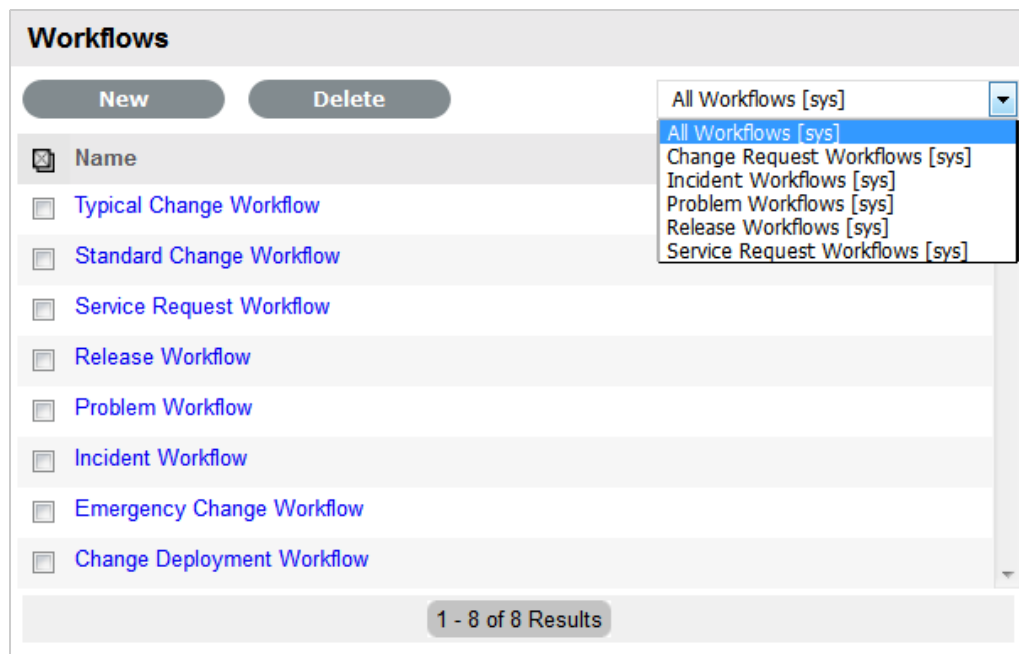 Workflows
New
Delete
All Workflows [sys]
All Workflows [sys]
Change Request Workflows [sys]
Incident Workflows [sys]
Problem Workflows [sys]
Release Workflows [sys]
Service Request Workflows [sys]
Name
Typical Change Workflow
Standard Change Workflow
Service Request Workflow
Release Workflow
Problem Workflow
Incident Workflow
Emergency Change Workflow
Change Deployment Workflow
1 - 8 of 8 Results